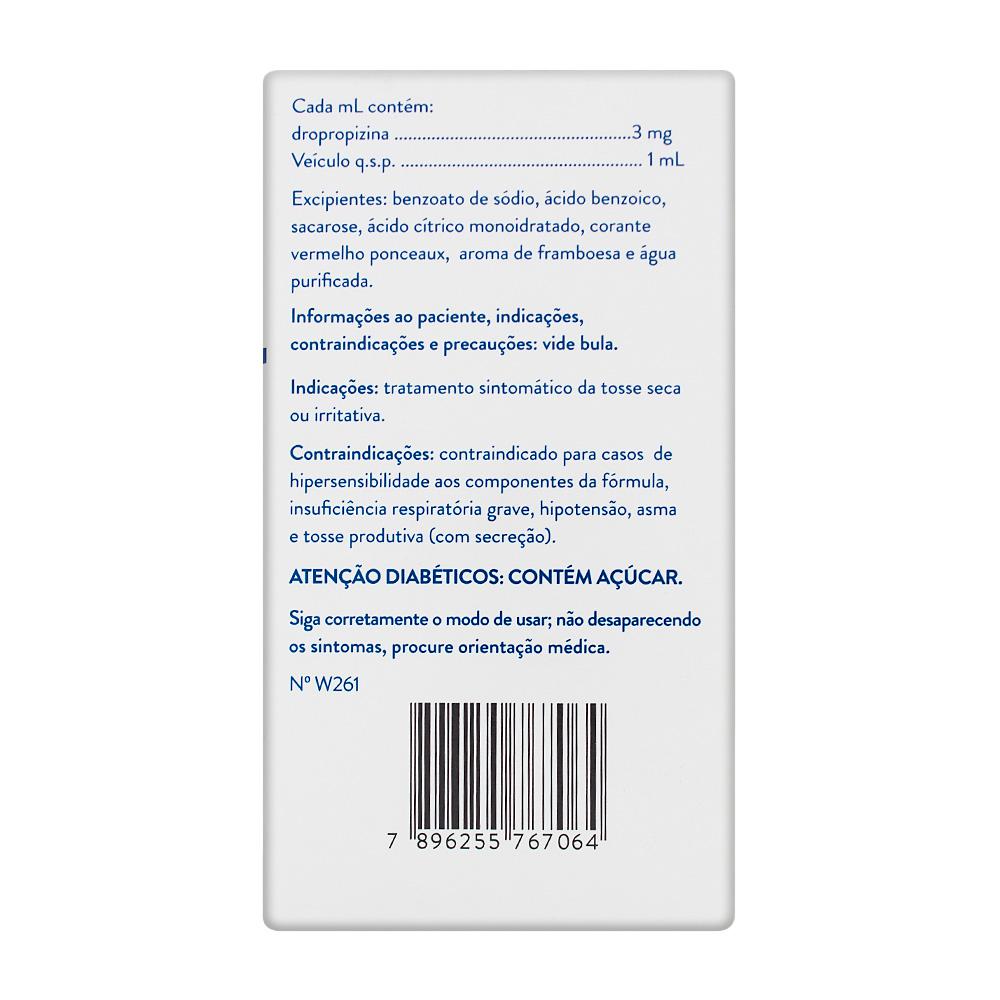 Cada mL contém:
dropropizina ..................................................3 mg
Veículo q.s.p. .................................................. 1 mL
Excipientes: benzoato de sódio, ácido benzoico,
sacarose, ácido cítrico monoidratado, corante
vermelho ponceaux, aroma de framboesa e água
purificada.
Informações ao paciente, indicações,
contraindicações e precauções: vide bula.
Indicações: tratamento sintomático da tosse seca
ou irritativa.
Contraindicações: contraindicado para casos de
hipersensibilidade aos componentes da fórmula,
insuficiência respiratória grave, hipotensão, asma
e tosse produtiva (com secreção).
ATENÇÃO DIABÉTICOS: CONTÉM AÇÚCAR.
Siga corretamente o modo de usar; não desaparecendo
os sintomas, procure orientação médica.
Nº W261
7 896255 767064